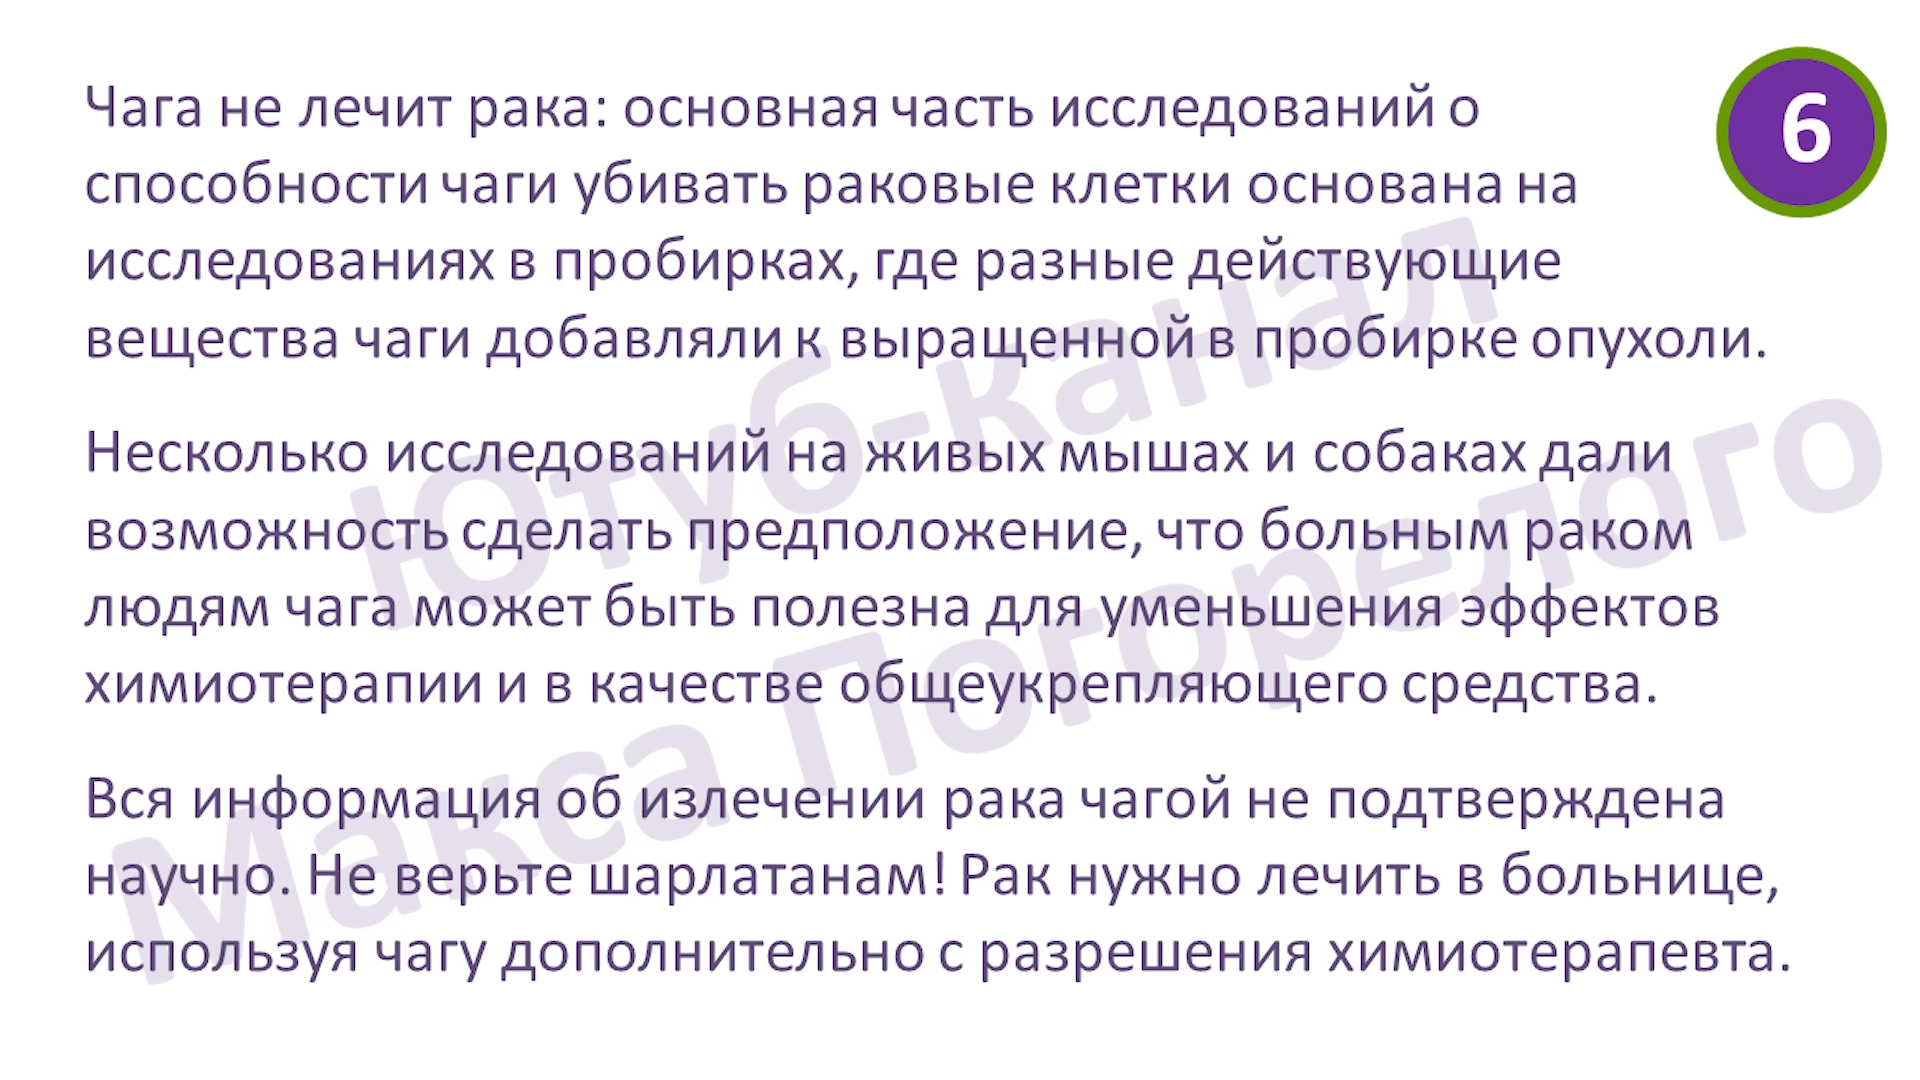 Чага не лечит рака: основная часть исследований о
способности чаги убивать раковые клетки основана на
исследованиях в пробирках, где разные действующие
вещества чаги добавляли к выращенной в пробирке опухоли.
Несколько исследований на живых мышах и собаках дали
возможность сделать предположение, что больным раком
людям чага может быть полезна для уменьшения эффектов
химиотерапии и в качестве общеукрепляющего средства.
Вся информация об излечении рака чагой не подтверждена
научно. Не верьте шарлатанам! Рак нужно лечить в больнице,
используя чагу дополнительно с разрешения химиотерапевта.
6
Ютуб-канал
Макса Погорелого